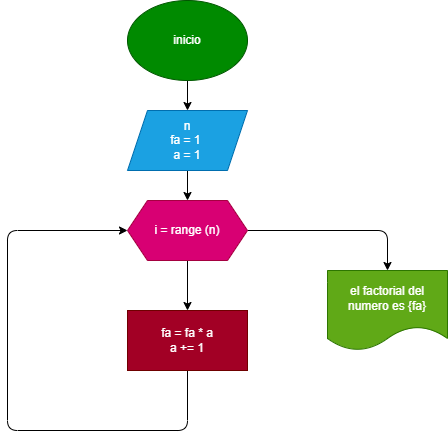 inicio
n
fa = 1
a = 1
i = range (n)
el factorial del
numero es {fa}
fa = fa * a
a += 1